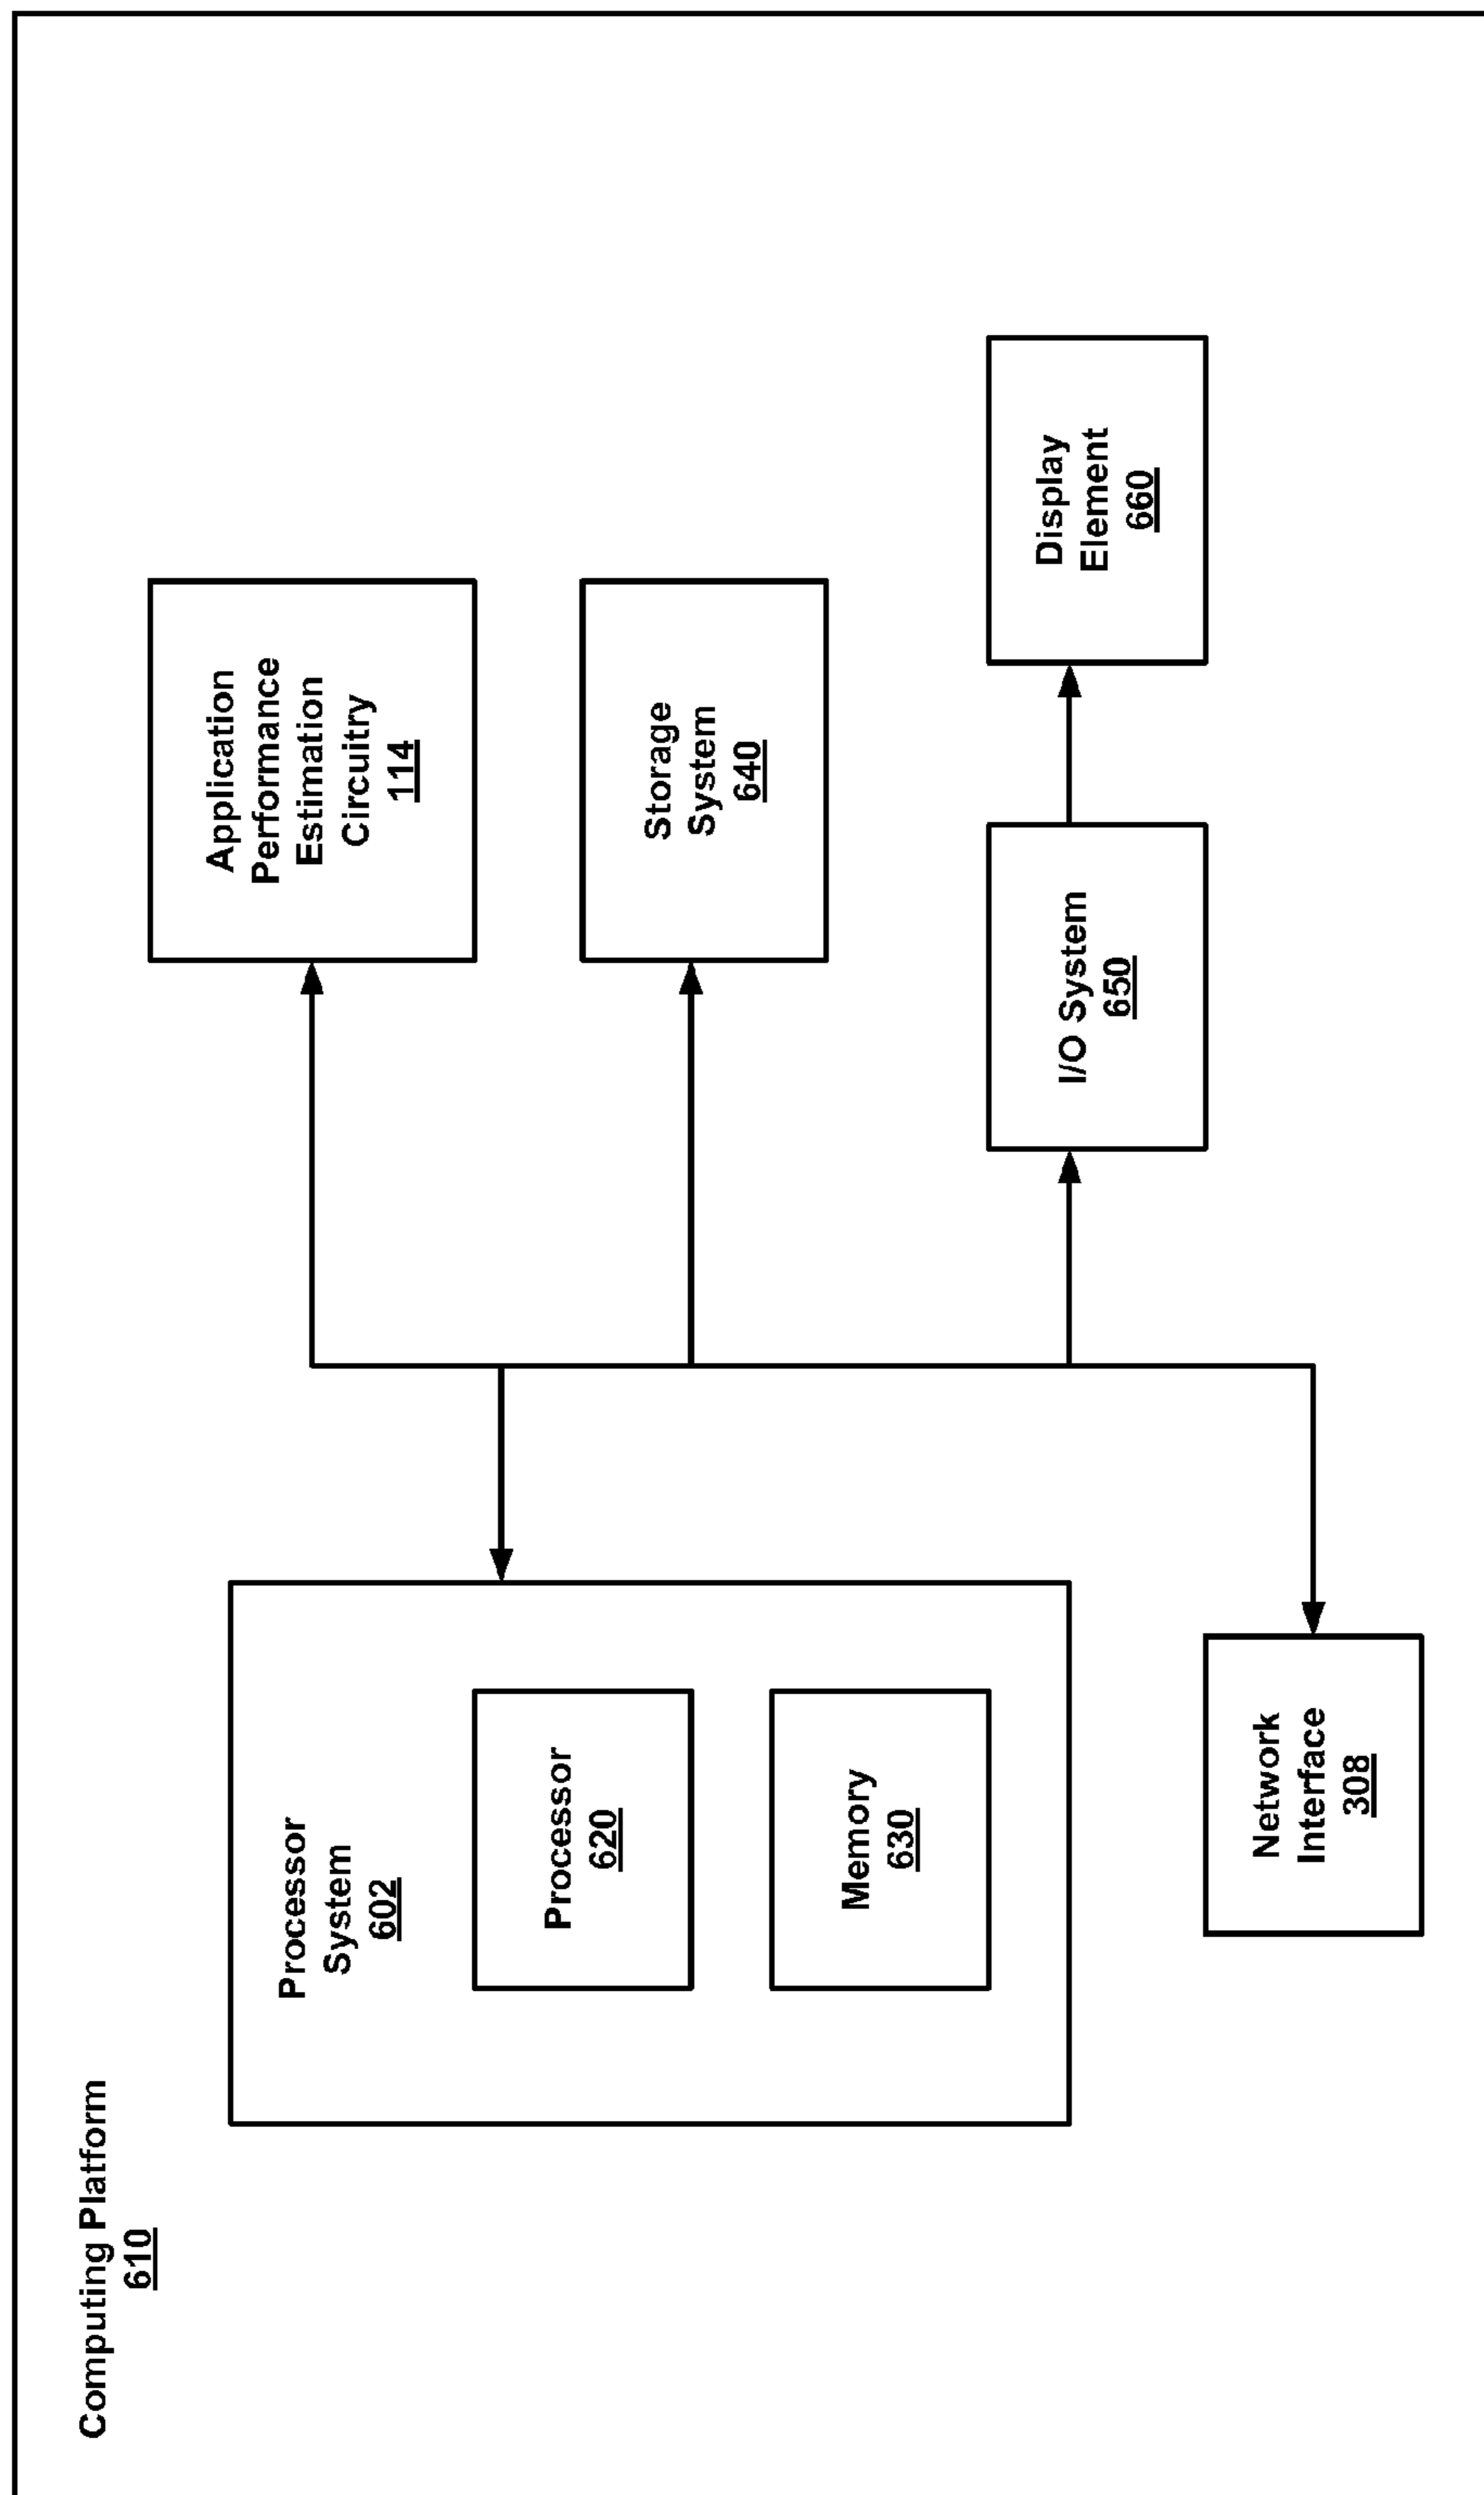 Computing Platform
610
Processor
System
602
Processor
620
Memory
630
Network
Interface
308
Application
Performance
Estimation
Circuitry
114
Storage
System
640
I/O System
650
Display
Element
660